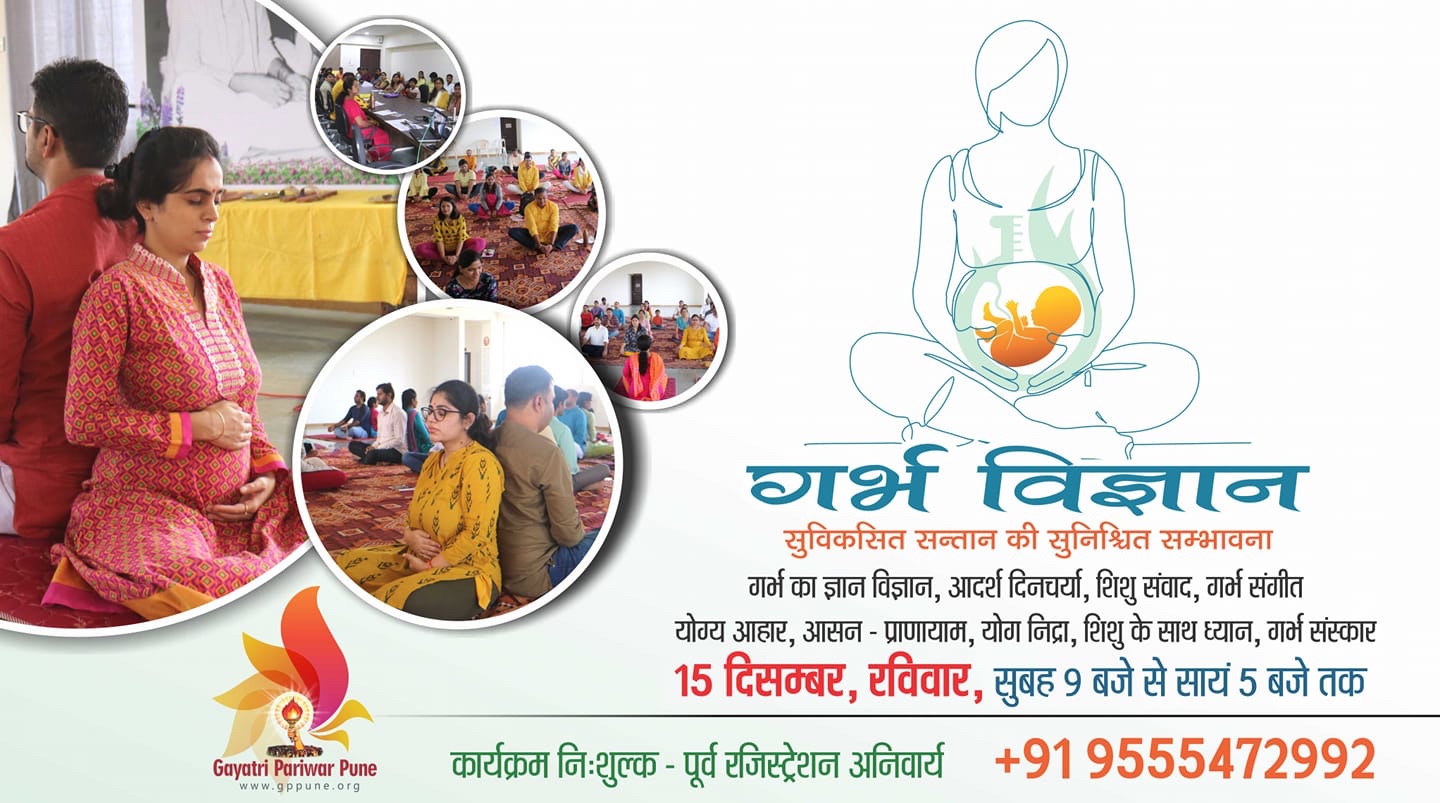 गर्भ विज्ञान
सुविकसित सन्तान की सुनिश्चित सम्भावना
गर्भ का ज्ञान विज्ञान, आदर्श दिनचर्या, शिशु संवाद, गर्भ संगीत
योग्य आहार, आसन - प्राणायाम, योग निद्रा, शिशु के साथ ध्यान, गर्भ संस्कार
15 दिसम्बर, रविवार, सुबह 9 बजे से सायं 5 बजे तक
Gayatri Pariwar Pune
www.gppune.org
कार्यक्रम निःशुल्क - पूर्व रजिस्ट्रेशन अनिवार्य +91 9555472992